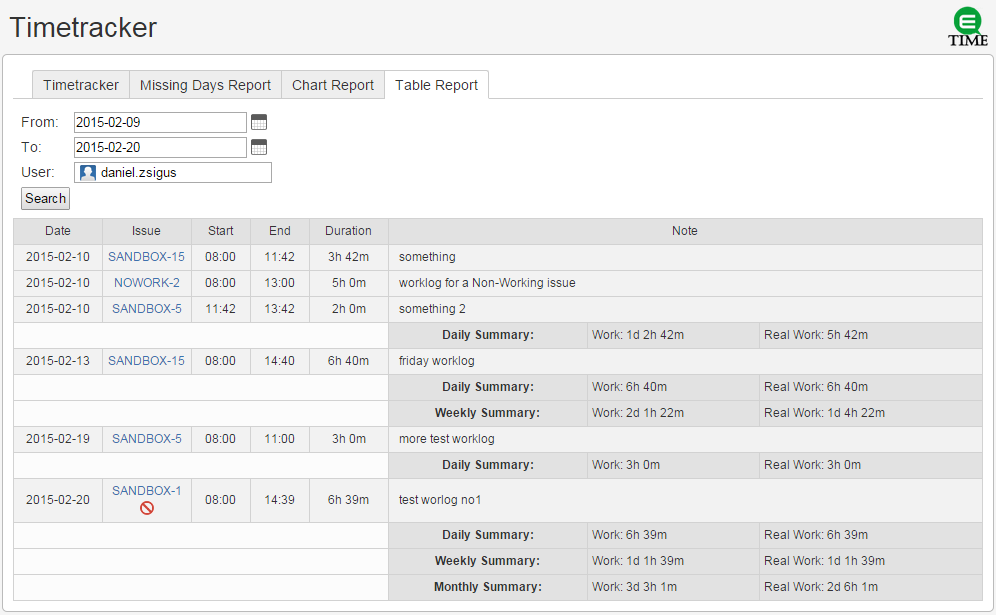 Timetracker
E
TIME
Timetracker Missing Days Report Chart Report Table Report
From: 2015-02-09
To: 2015-02-20
User: daniel.zsigus
Search
Date Issue Start End Duration Note
2015-02-10 SANDBOX-15 08:00 11:42 3h 42m something
2015-02-10 NOWORK-2 08:00 13:00 5h 0m worklog for a Non-Working issue
2015-02-10 SANDBOX-5 11:42 13:42 2h 0m something 2
Daily Summary: Work: 1d 2h 42m Real Work: 5h 42m
2015-02-13 SANDBOX-15 08:00 14:40 6h 40m friday worklog
Daily Summary: Work: 6h 40m Real Work: 6h 40m
Weekly Summary: Work: 2d 1h 22m Real Work: 1d 4h 22m
2015-02-19 SANDBOX-5 08:00 11:00 3h 0m more test worklog
Daily Summary: Work: 3h 0m Real Work: 3h 0m
2015-02-20 SANDBOX-1 08:00 14:39 6h 39m test worlog no1
Daily Summary: Work: 6h 39m Real Work: 6h 39m
Weekly Summary: Work: 1d 1h 39m Real Work: 1d 1h 39m
Monthly Summary: Work: 3d 3h 1m Real Work: 2d 6h 1m